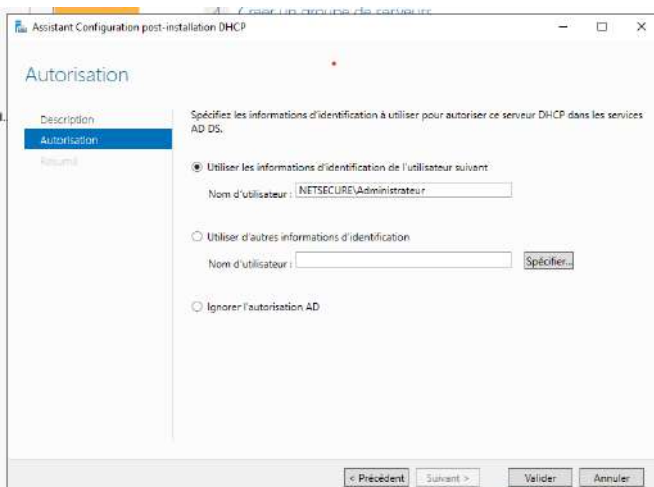 4 Créer un groupe de serveurs
Assistant Configuration post-installation DHCP
Autorisation
Description
Autorisation
Résumé
Spécifiez les informations d'identification à utiliser pour autoriser ce serveur DHCP dans les services
AD DS.
Utiliser les informations d'identification de l'utilisateur suivant
Nom d'utilisateur : NETSECURE\Administrateur
Utiliser d'autres informations d'identification
Nom d'utilisateur : Spécifier...
Ignorer l'autorisation AD
< Précédent Suivant > Valider Annuler